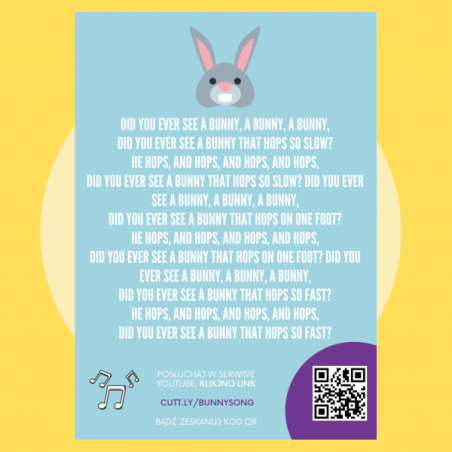 DID YOU EVER SEE A BUNNY, A BUNNY, A BUNNY,
DID YOU EVER SEE A BUNNY THAT HOPS SO SLOW?
HE HOPS, AND HOPS, AND HOPS, AND HOPS,
DID YOU EVER SEE A BUNNY THAT HOPS SO SLOW? DID YOU EVER
SEE A BUNNY, A BUNNY, A BUNNY,
DID YOU EVER SEE A BUNNY THAT HOPS ON ONE FOOT?
HE HOPS, AND HOPS, AND HOPS, AND HOPS,
DID YOU EVER SEE A BUNNY THAT HOPS ON ONE FOOT? DID YOU
EVER SEE A BUNNY, A BUNNY, A BUNNY,
DID YOU EVER SEE A BUNNY THAT HOPS SO FAST?
HE HOPS, AND HOPS, AND HOPS, AND HOPS,
DID YOU EVER SEE A BUNNY THAT HOPS SO FAST?
POSŁUCHAJ W SERWISIE
YOUTUBE, KLIKJNIJ LINK
CUTT.LY/BUNNYSONG
BĄDŹ ZESKANUJ KOD QR